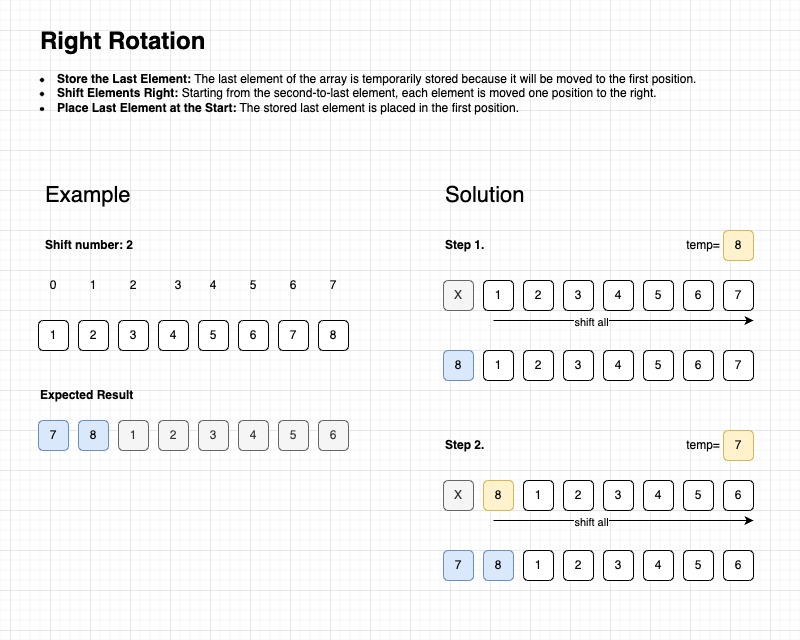 Right Rotation
• Store the Last Element: The last element of the array is temporarily stored because it will be moved to the first position.
• Shift Elements Right: Starting from the second-to-last element, each element is moved one position to the right.
• Place Last Element at the Start: The stored last element is placed in the first position.
Example
Shift number: 2
0 1 2 3 4 5 6 7
1 2 3 4 5 6 7 8
Expected Result
7 8 1 2 3 4 5 6
Solution
Step 1. temp= 8
X 1 2 3 4 5 6 7
shift all
8 1 2 3 4 5 6 7
Step 2. temp= 7
X 8 1 2 3 4 5 6
shift all
7 8 1 2 3 4 5 6